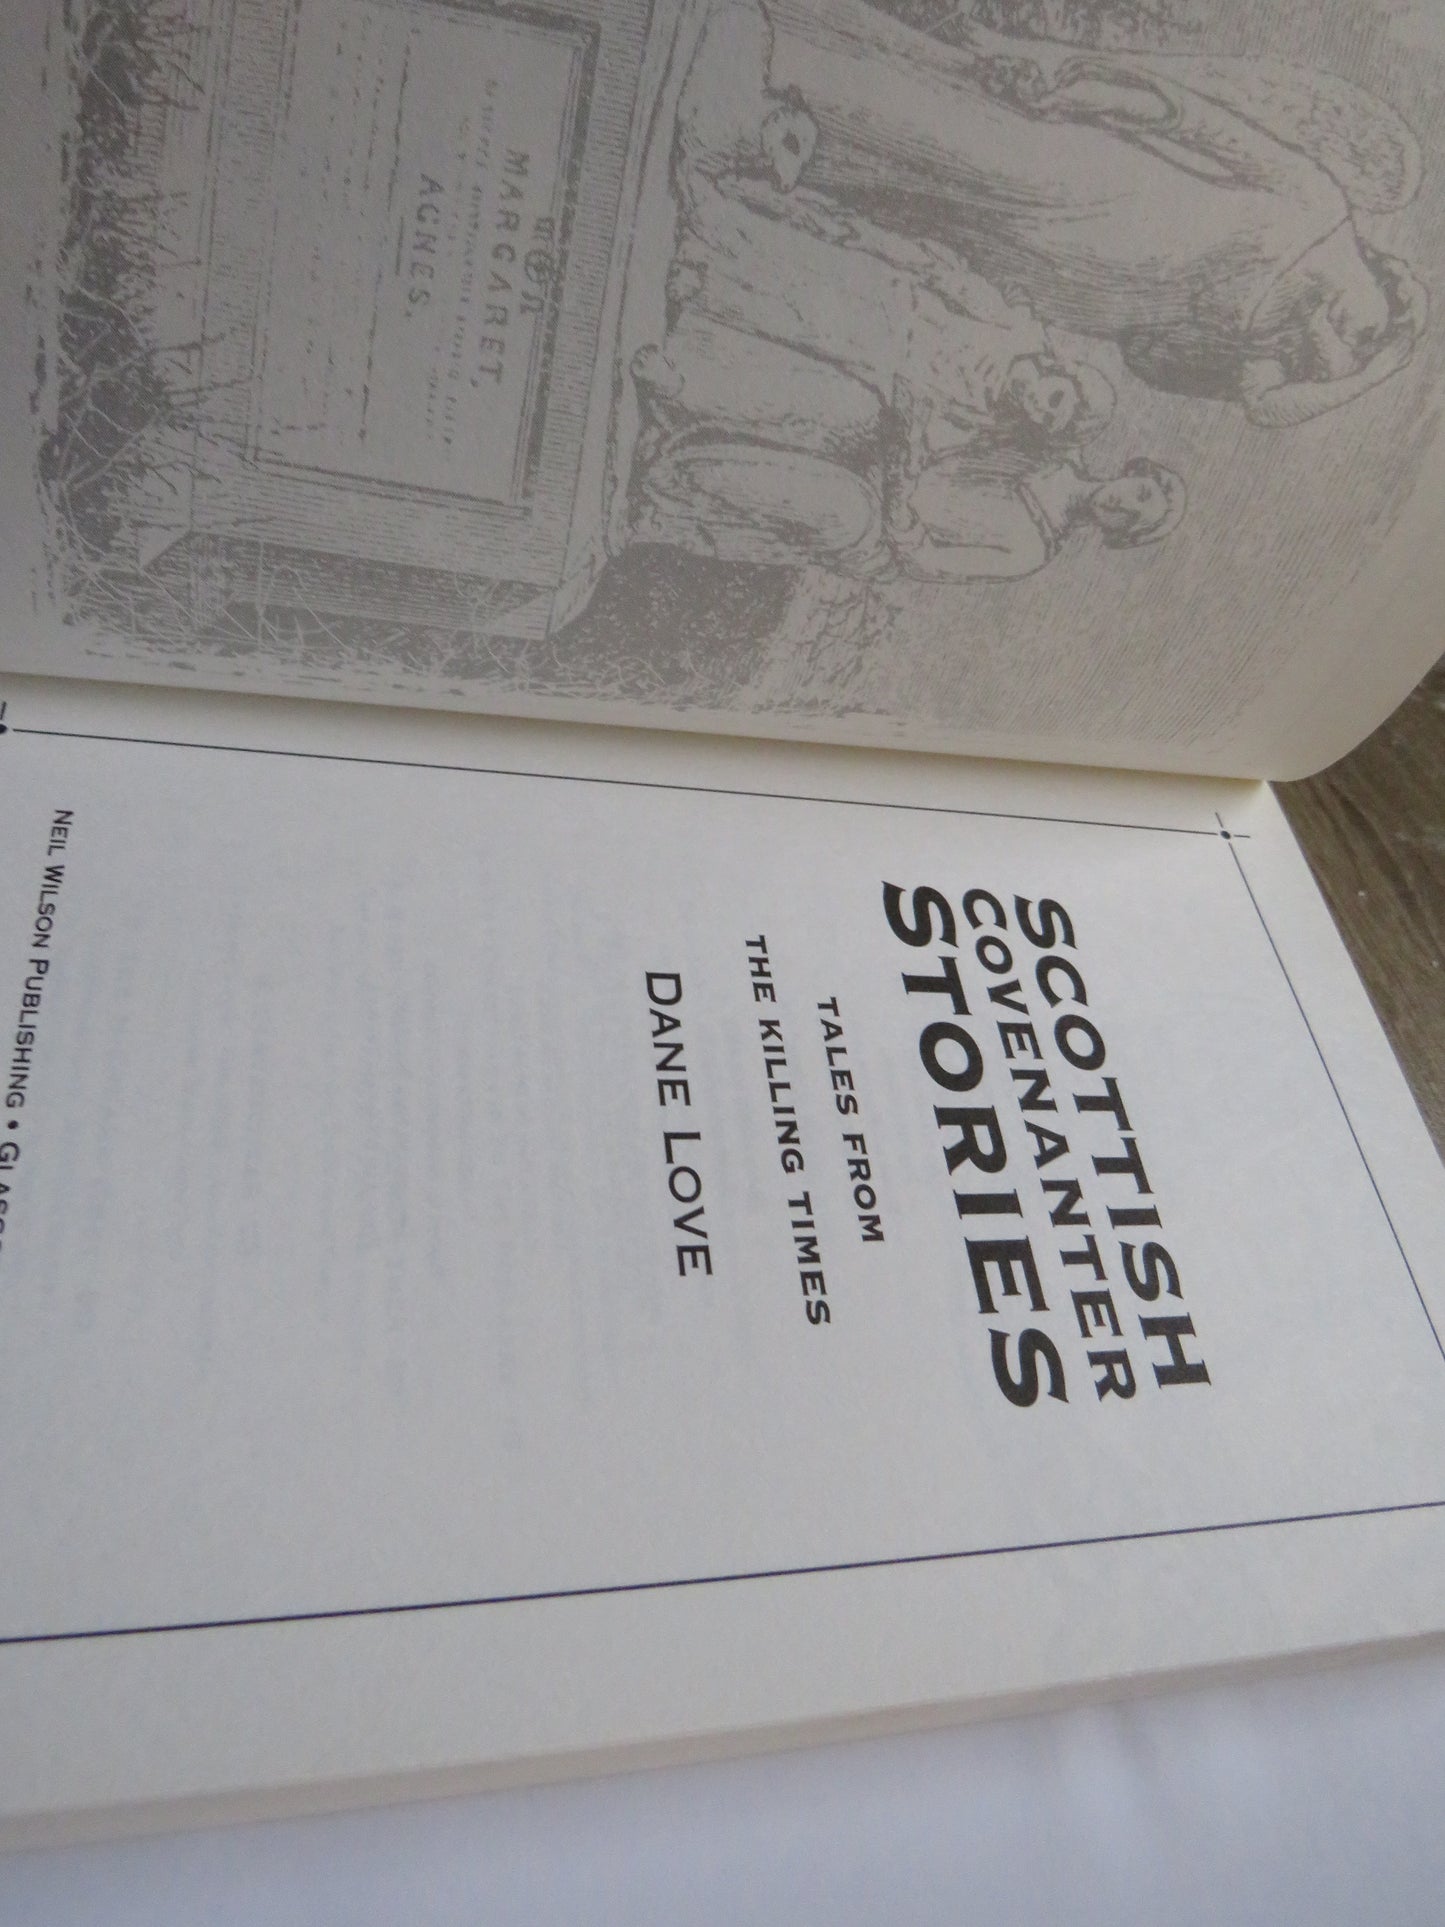 MARGARET,
AGNES.
SCOTTISH
COVENANTER
STORIES
TALES FROM
THE KILLING TIMES
DANE LOVE
NEIL WILSON PUBLISHING •